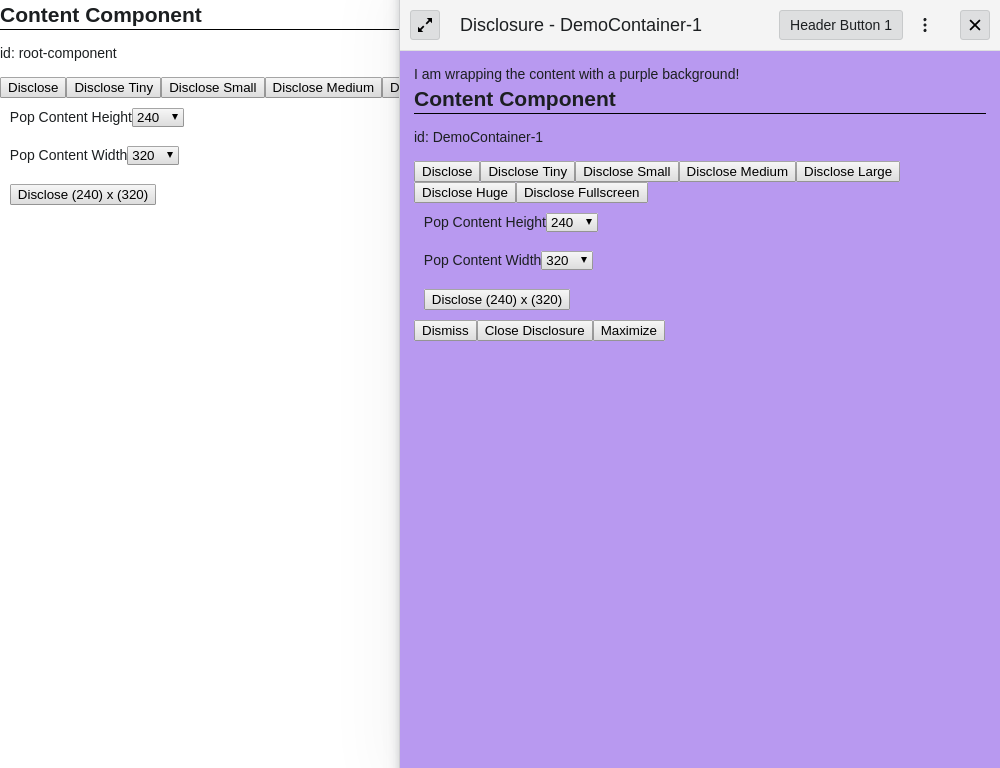 Content Component
id: root-component
Disclose Disclose Tiny Disclose Small Disclose Medium D
Pop Content Height 240
Pop Content Width 320
Disclose (240) x (320)
Disclosure - DemoContainer-1 Header Button 1
I am wrapping the content with a purple background!
Content Component
id: DemoContainer-1
Disclose Disclose Tiny Disclose Small Disclose Medium Disclose Large
Disclose Huge Disclose Fullscreen
Pop Content Height 240
Pop Content Width 320
Disclose (240) x (320)
Dismiss Close Disclosure Maximize